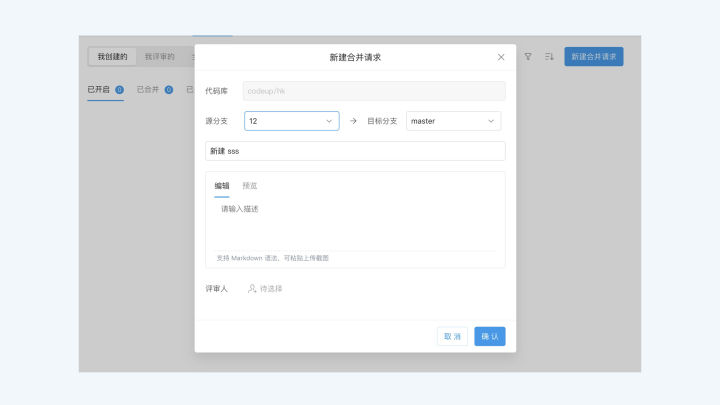 我创建的 我评审的
新建合并请求
新建合并请求
已开启 0 已合并 0 已
代码库 codeup/hk
源分支 12 → 目标分支 master
新建 sss
编辑 预览
请输入描述
支持 Markdown 语法，可粘贴上传截图
评审人 待选择
取消 确认